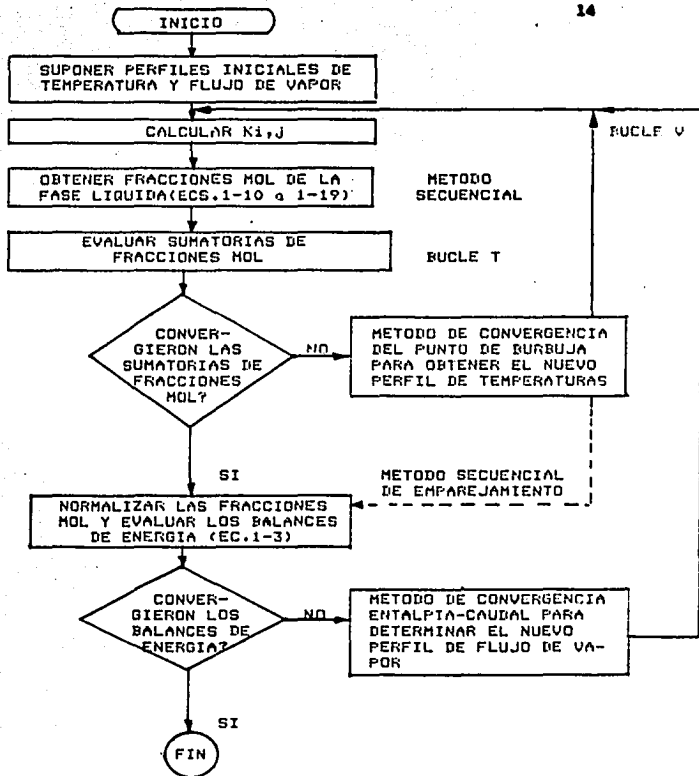 14
INICIO
SUPONER PERFILES INICIALES DE
TEMPERATURA Y FLUJO DE VAPOR
BUCLE V
CALCULAR Ki,j
OBTENER FRACCIONES MOL DE LA
FASE LIQUIDA(ECS.1-10 a 1-19)
METODO
SECUENCIAL
EVALUAR SUMATORIAS DE
FRACCIONES MOL
BUCLE T
CONVER-
GIERON LAS
SUMATORIAS DE
FRACCIONES
MOL?
NO
METODO DE CONVERGENCIA
DEL PUNTO DE BURBUJA
PARA OBTENER EL NUEVO
PERFIL DE TEMPERATURAS
SI
METODO SECUENCIAL
DE EMPAREJAMIENTO
NORMALIZAR LAS FRACCIONES
MOL Y EVALUAR LOS BALANCES
DE ENERGIA (EC.1-3)
CONVER-
GIERON LOS
BALANCES DE
ENERGIA?
NO
METODO DE CONVERGENCIA
ENTALPIA-CAUDAL PARA
DETERMINAR EL NUEVO
PERFIL DE FLUJO DE VA-
POR
SI
FIN